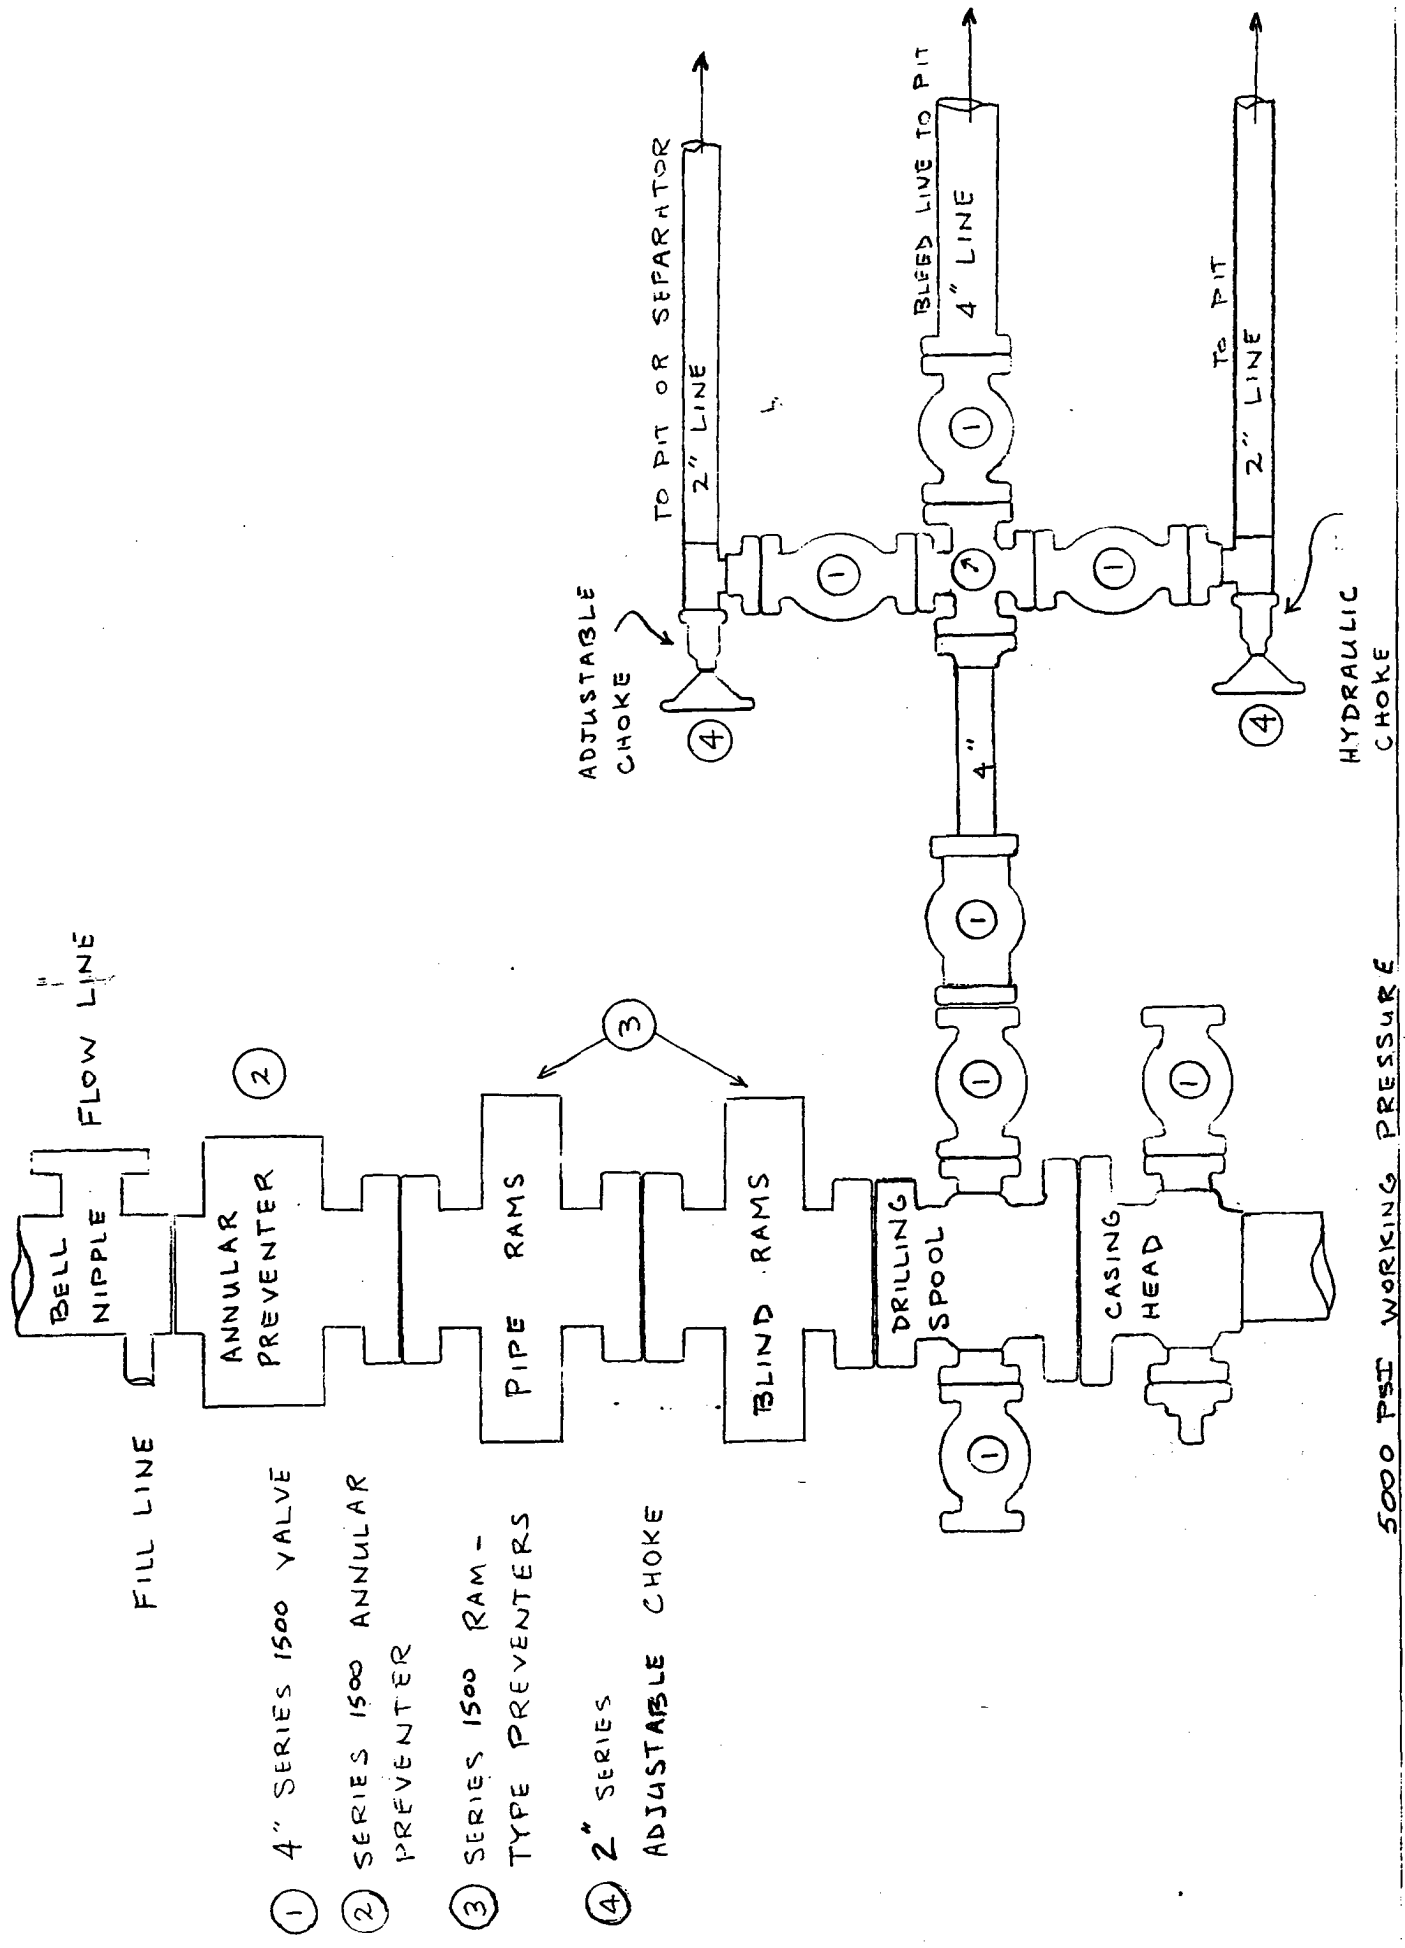 ① 4" SERIES 1500 VALVE
② SERIES 1500 ANNULAR
PREVENTER
③ SERIES 1500 RAM-
TYPE PREVENTERS
④ 2" SERIES
ADJUSTABLE CHOKE
FILL LINE
BELL
NIPPLE
FLOW LINE
ANNULAR
PREVENTER
②
PIPE RAMS
③
BLIND RAMS
DRILLING
SPOOL
①
①
①
4"
CASING
HEAD
①
ADJUSTABLE
CHOKE
④
TO PIT OR SEPARATOR
2" LINE
①
①
BLEED LINE TO PIT
4" LINE
①
TO PIT
2" LINE
④
HYDRAULIC
CHOKE
5000 PSI WORKING PRESSURE